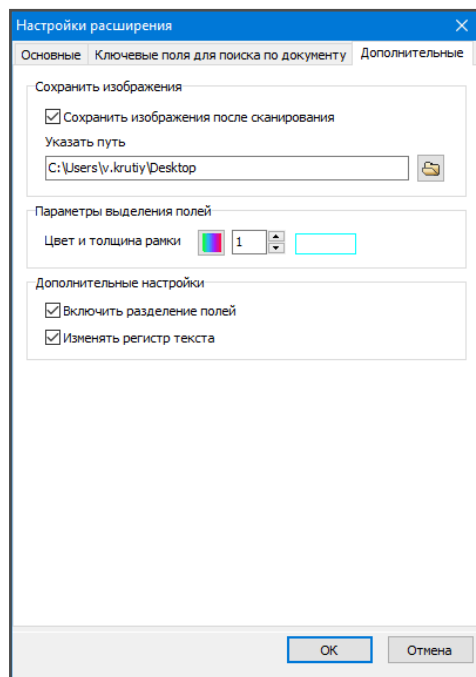 Настройки расширения
Основные Ключевые поля для поиска по документу Дополнительные
Сохранить изображения
Сохранить изображения после сканирования
Указать путь
C:\Users\v.krutiy\Desktop
Параметры выделения полей
Цвет и толщина рамки 1
Дополнительные настройки
Включить разделение полей
Изменять регистр текста
OK Отмена